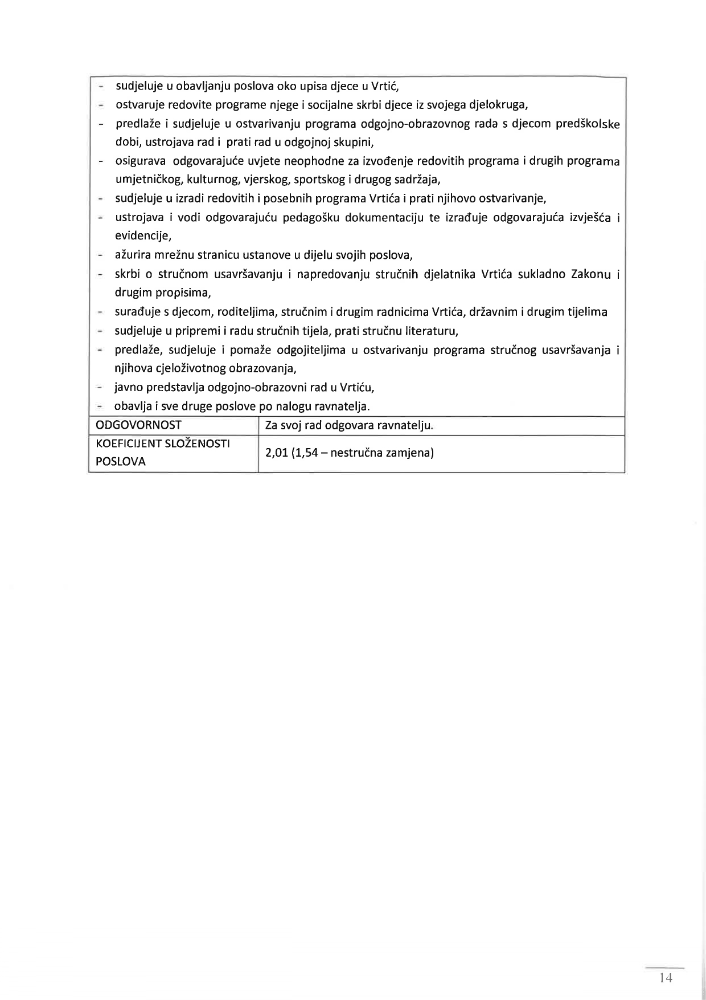 - sudjeluje u obavljanju poslova oko upisa djece u Vrtić,
- ostvaruje redovite programe njege i socijalne skrbi djece iz svojega djelokruga,
- predlaže i sudjeluje u ostvarivanju programa odgojno-obrazovnog rada s djecom predškolske
dobi, ustrojava rad i prati rad u odgojnoj skupini,
- osigurava odgovarajuće uvjete neophodne za izvođenje redovitih programa i drugih programa
umjetničkog, kulturnog, vjerskog, sportskog i drugog sadržaja,
- sudjeluje u izradi redovitih i posebnih programa Vrtića i prati njihovo ostvarivanje,
- ustrojava i vodi odgovarajuću pedagošku dokumentaciju te izrađuje odgovarajuća izvješća i
evidencije,
- ažurira mrežnu stranicu ustanove u dijelu svojih poslova,
- skrbi o stručnom usavršavanju i napredovanju stručnih djelatnika Vrtića sukladno Zakonu i
drugim propisima,
- surađuje s djecom, roditeljima, stručnim i drugim radnicima Vrtića, državnim i drugim tijelima
- sudjeluje u pripremi i radu stručnih tijela, prati stručnu literaturu,
- predlaže, sudjeluje i pomaže odgojiteljima u ostvarivanju programa stručnog usavršavanja i
njihova cjeloživotnog obrazovanja,
- javno predstavlja odgojno-obrazovni rad u Vrtiću,
- obavlja i sve druge poslove po nalogu ravnatelja.
ODGOVORNOST Za svoj rad odgovara ravnatelju.
KOEFICIJENT SLOŽENOSTI
POSLOVA
2,01 (1,54 – nestručna zamjena)
14